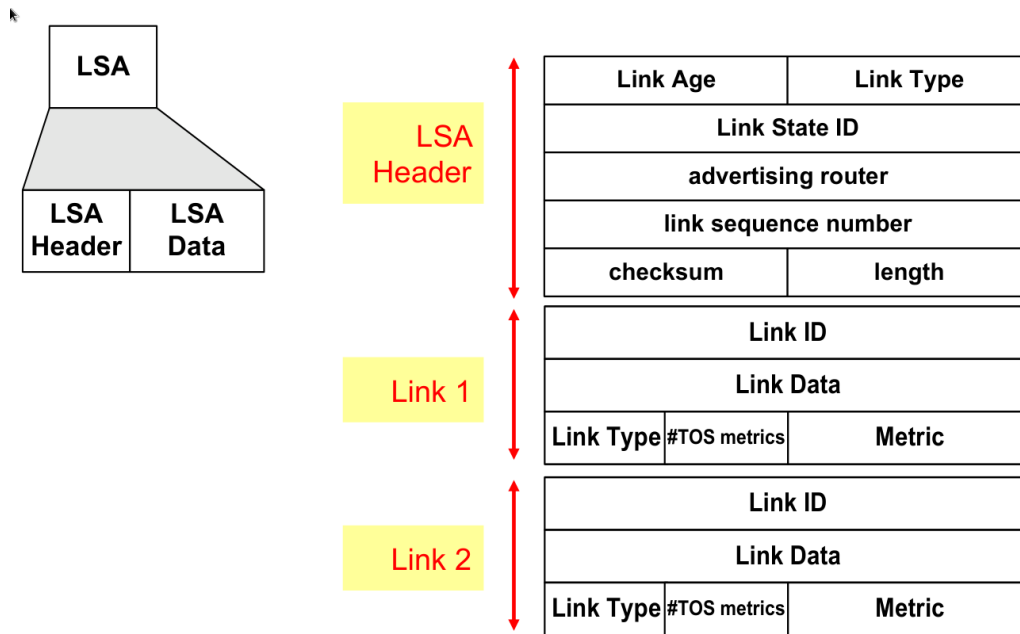 LSA
LSA Header
LSA Data
LSA
Header
Link Age Link Type
Link State ID
advertising router
link sequence number
checksum length
Link 1
Link ID
Link Data
Link Type #TOS metrics Metric
Link 2
Link ID
Link Data
Link Type #TOS metrics Metric